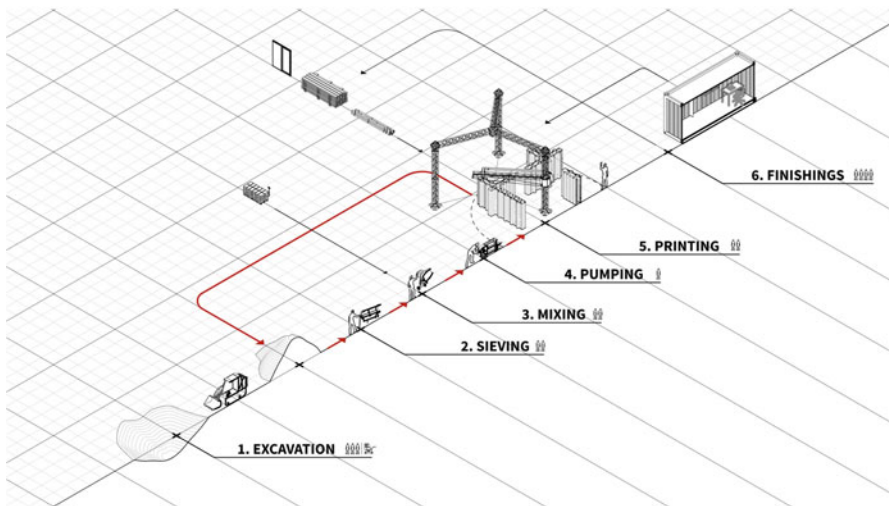 6. FINISHINGS
5. PRINTING
4. PUMPING
3. MIXING
2. SIEVING
1. EXCAVATION